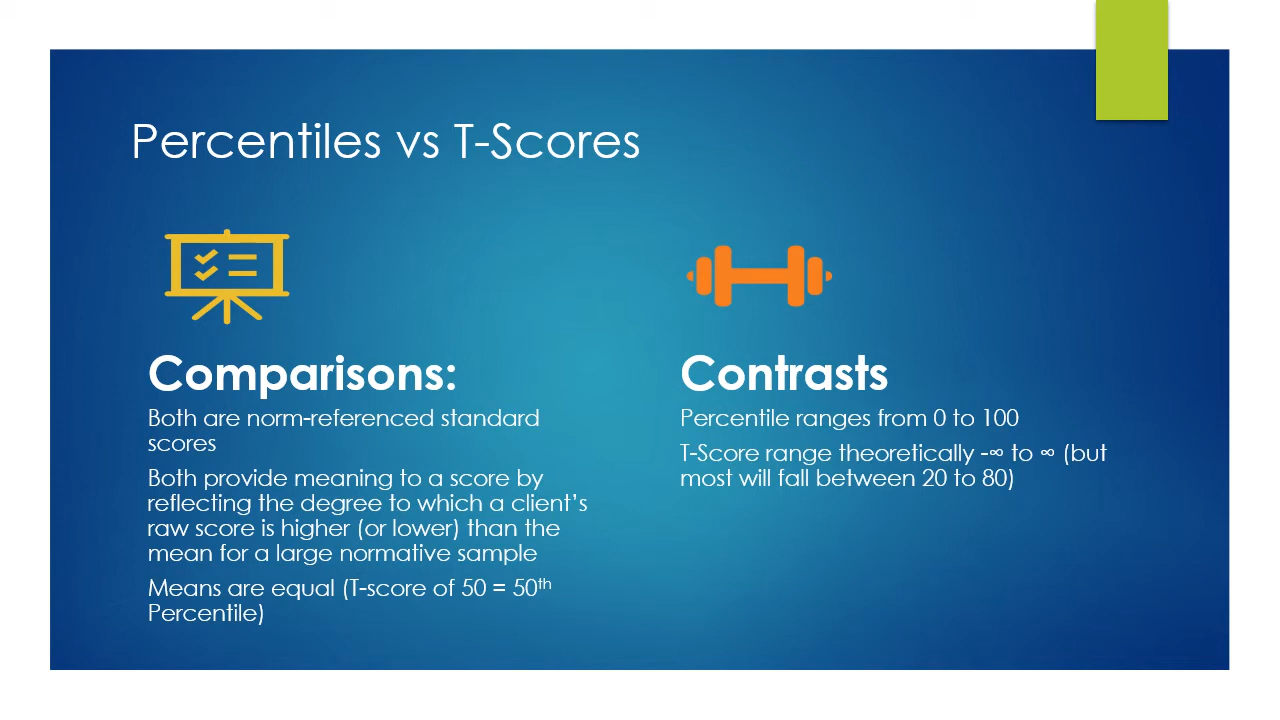 Percentiles vs T-Scores
Comparisons:
Both are norm-referenced standard
scores
Both provide meaning to a score by
reflecting the degree to which a client’s
raw score is higher (or lower) than the
mean for a large normative sample
Means are equal (T-score of 50 = 50th
Percentile)
Contrasts
Percentile ranges from 0 to 100
T-Score range theoretically -∞ to ∞ (but
most will fall between 20 to 80)